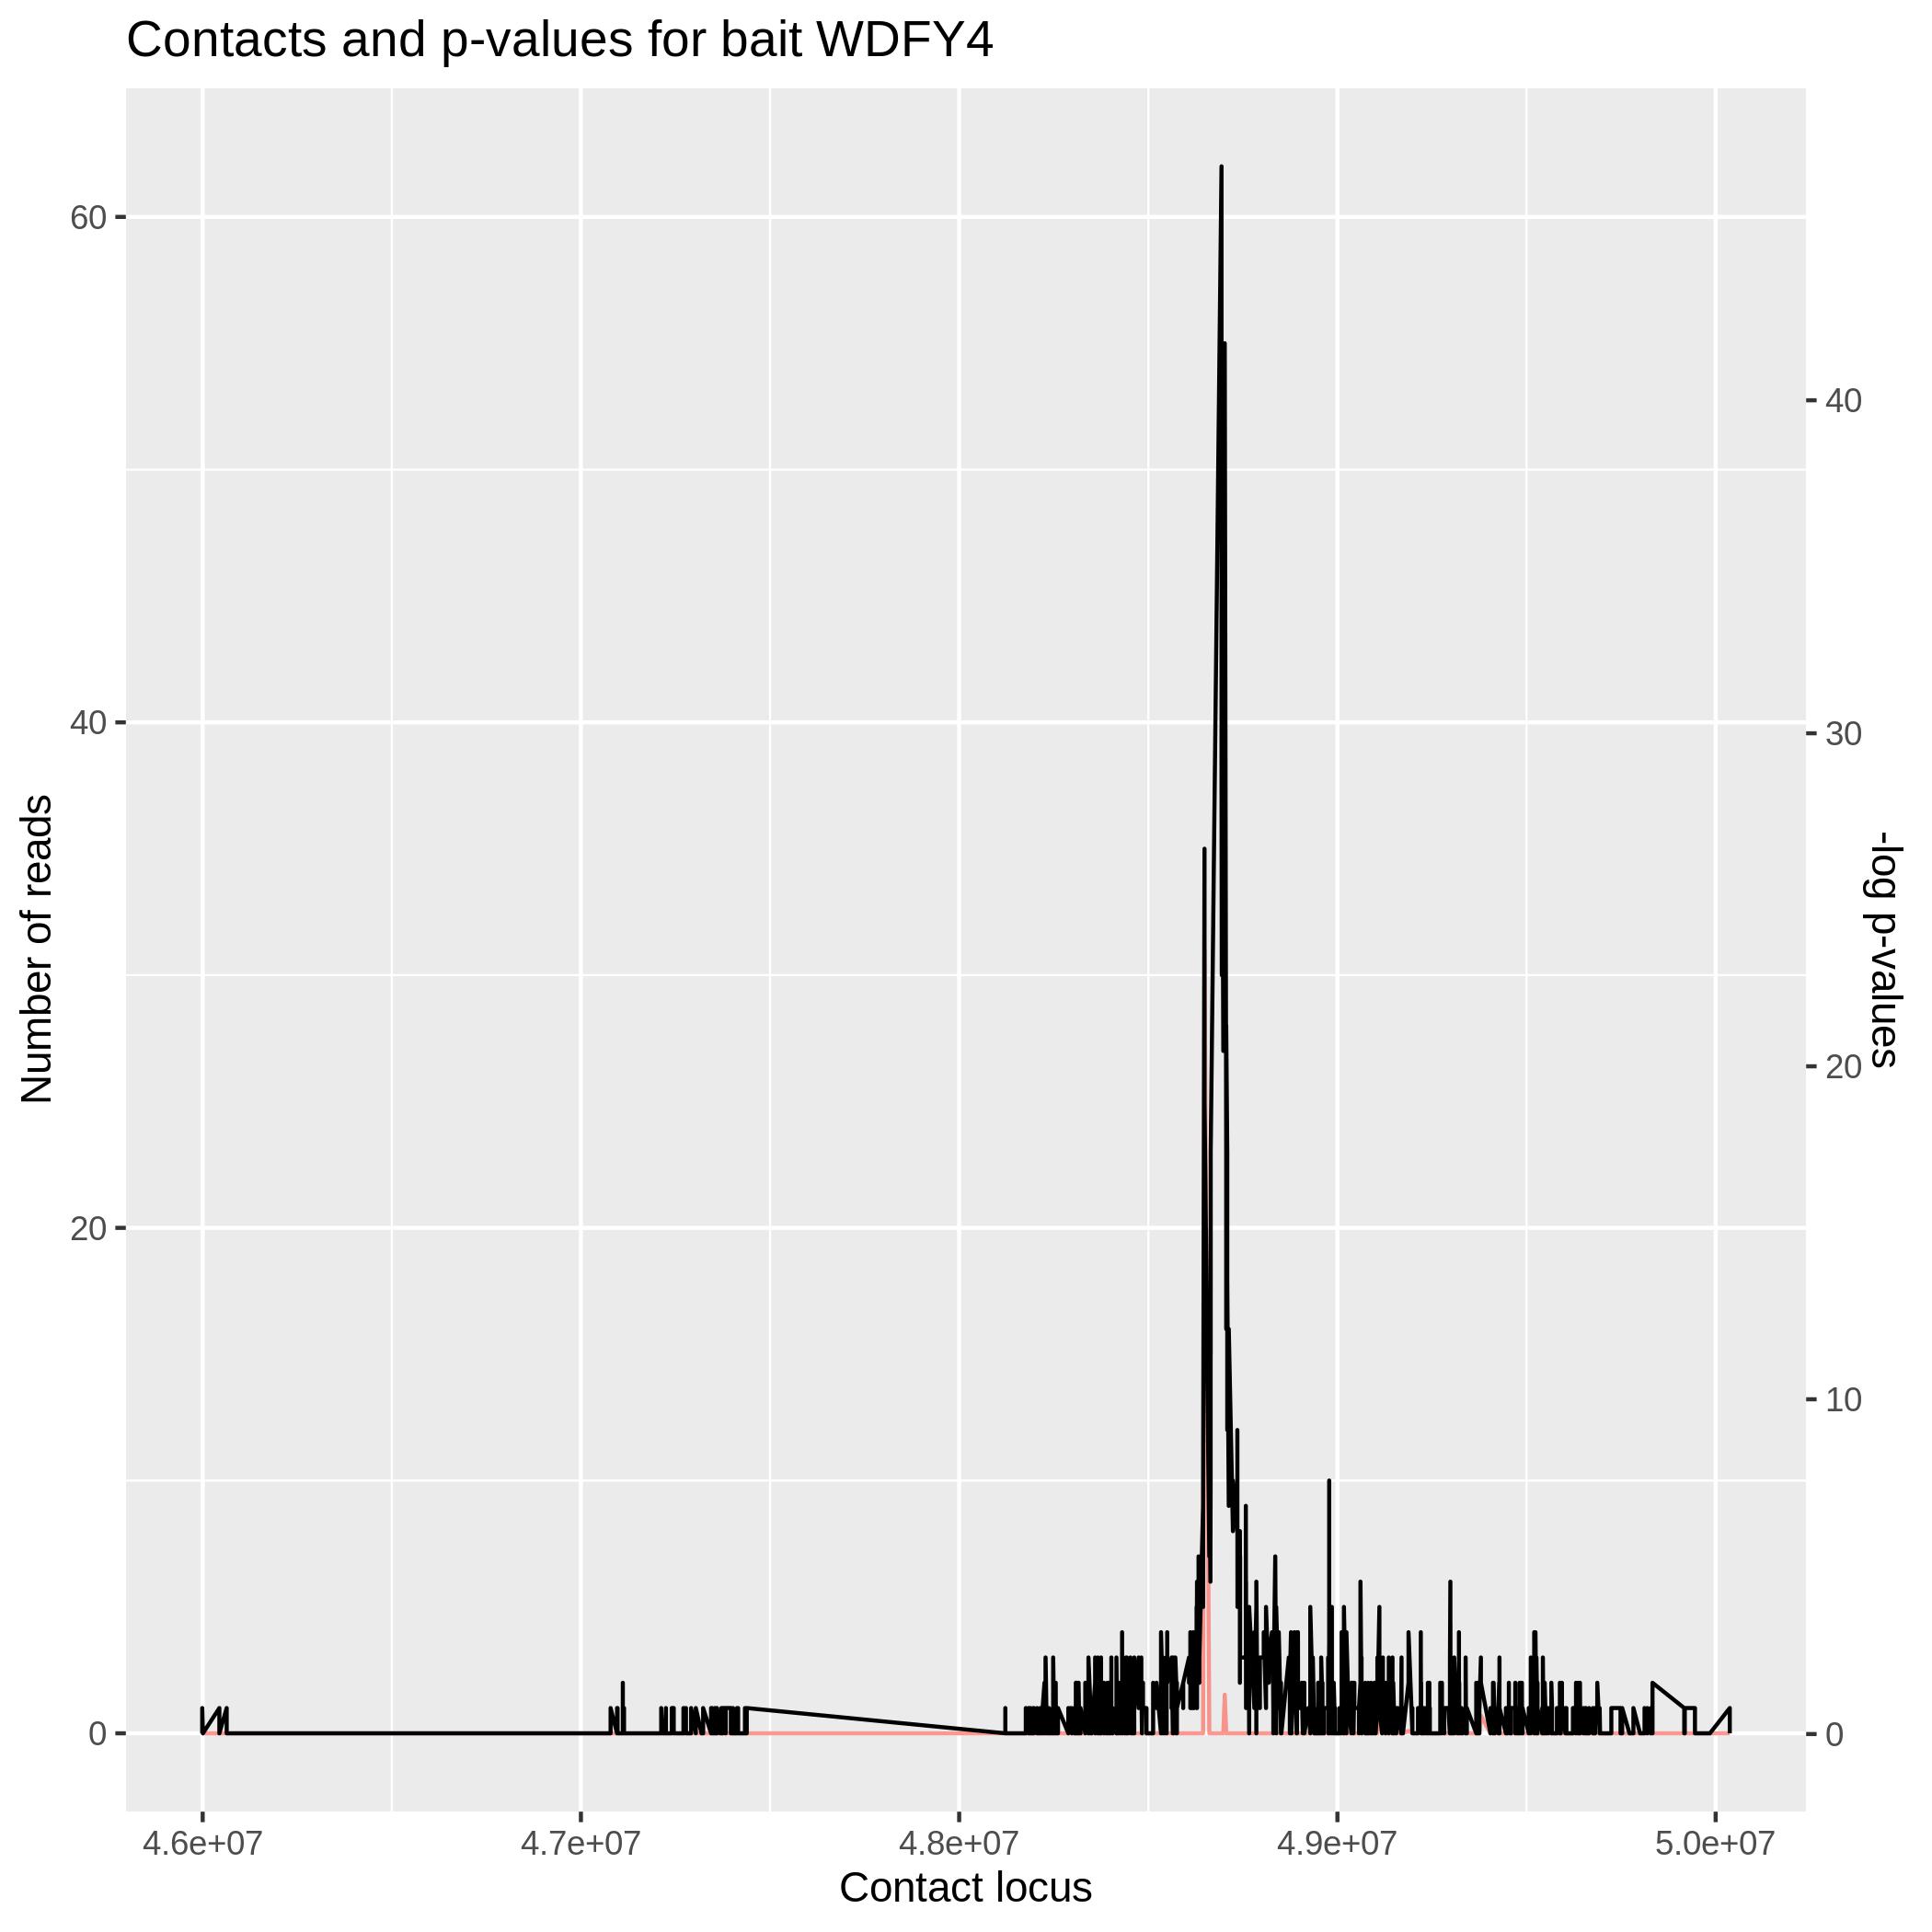 Contacts and p-values for bait WDFY4
60
40
20
0
Number of reads
40
30
20
10
0
-log p-values
4.6e+07
4.7e+07
4.8e+07
4.9e+07
5.0e+07
Contact locus